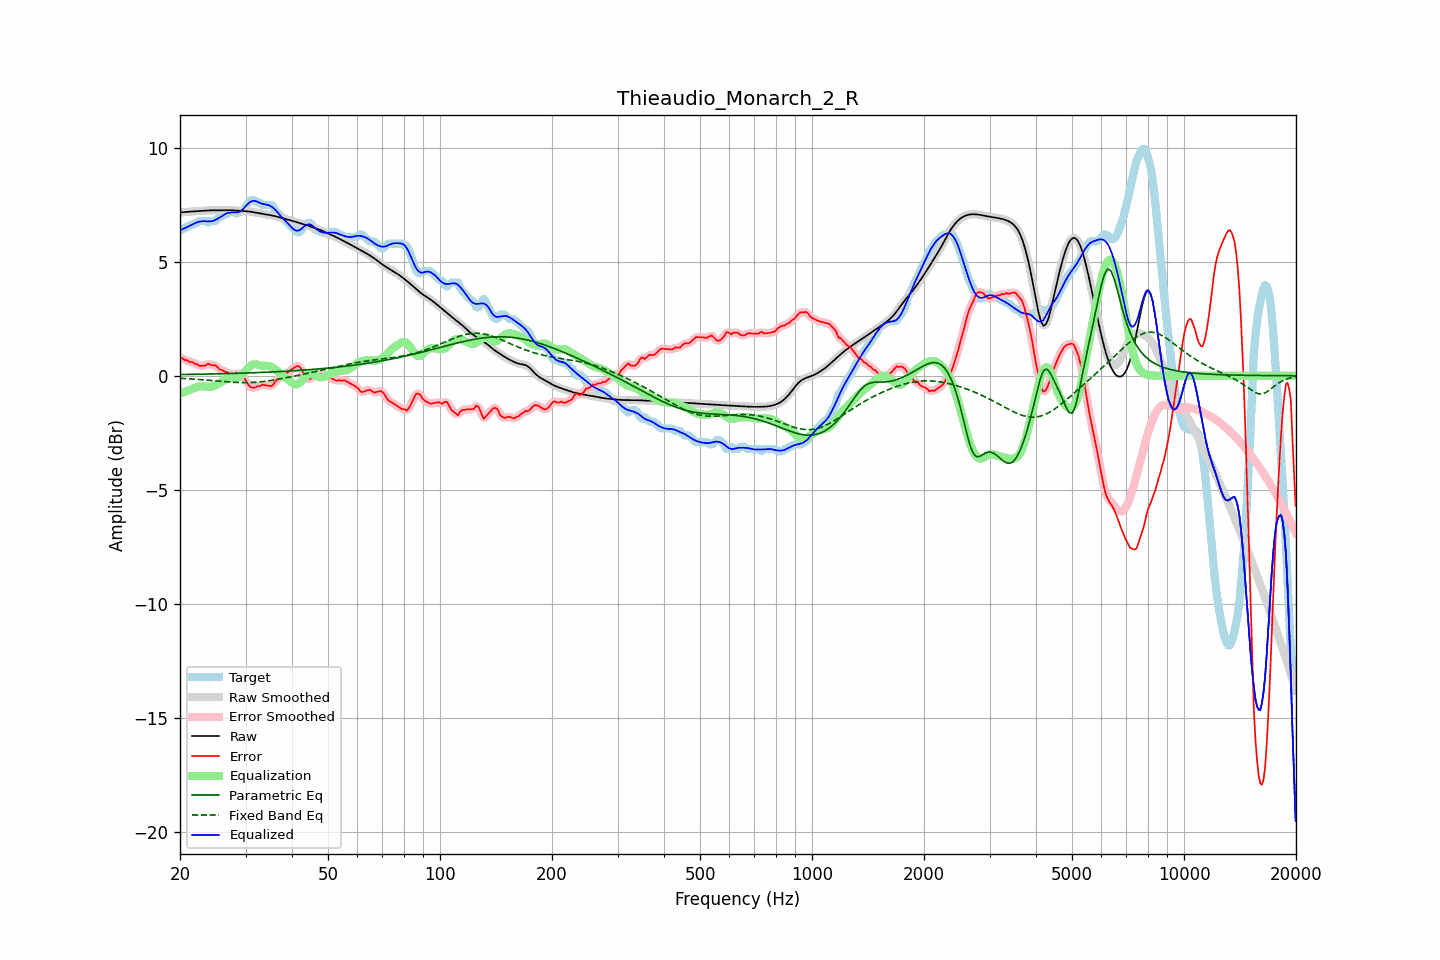 Thieaudio_Monarch_2_R
10
5
0
−5
−10
−15
−20
Amplitude (dBr)
Target
Raw Smoothed
Error Smoothed
Raw
Error
Equalization
Parametric Eq
Fixed Band Eq
Equalized
20 50 100 200 500 1000 2000 5000 10000 20000
Frequency (Hz)